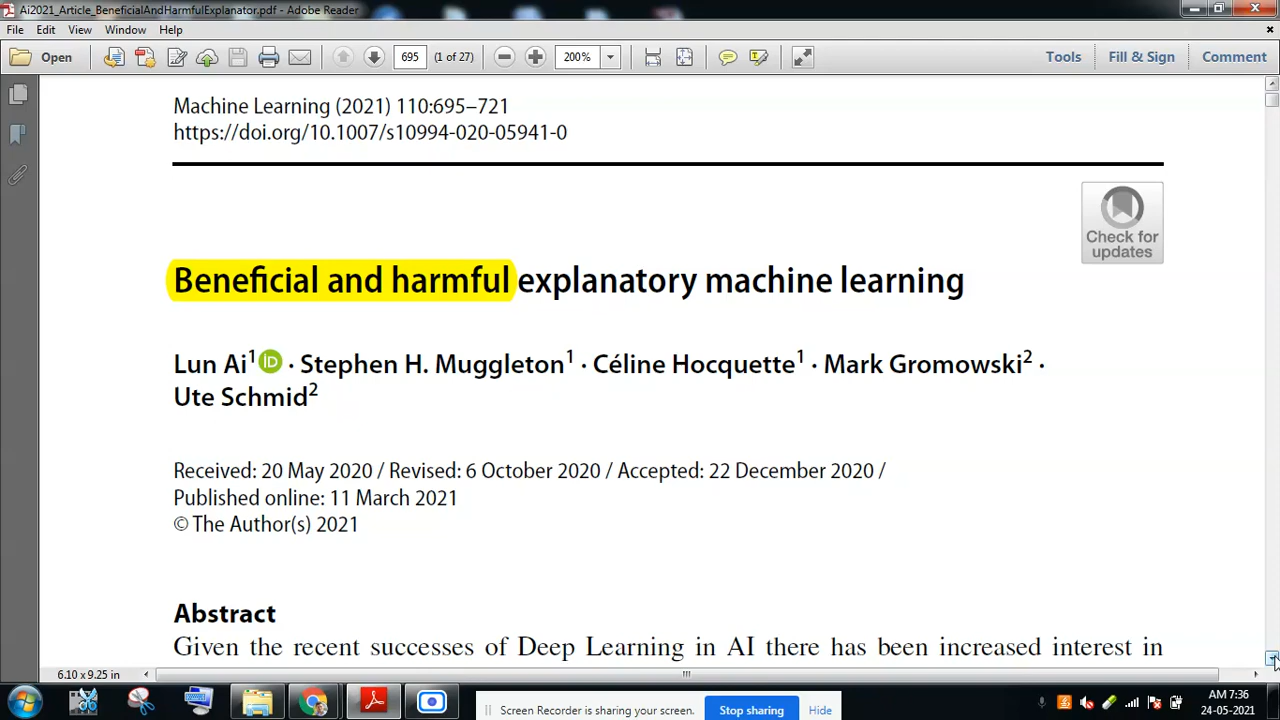 Ai2021_Article_BeneficialAndHarmfulExplanator.pdf - Adobe Reader
File Edit View Window Help
Open 695 (1 of 27) 200% Tools Fill & Sign Comment
Machine Learning (2021) 110:695–721
https://doi.org/10.1007/s10994-020-05941-0
Check for
updates
Beneficial and harmful explanatory machine learning
Lun Ai1 iD · Stephen H. Muggleton1 · Céline Hocquette1 · Mark Gromowski2 ·
Ute Schmid2
Received: 20 May 2020 / Revised: 6 October 2020 / Accepted: 22 December 2020 /
Published online: 11 March 2021
© The Author(s) 2021
Abstract
Given the recent successes of Deep Learning in AI there has been increased interest in
6.10 x 9.25 in
Screen Recorder is sharing your screen. Stop sharing Hide
AM 7:36
24-05-2021